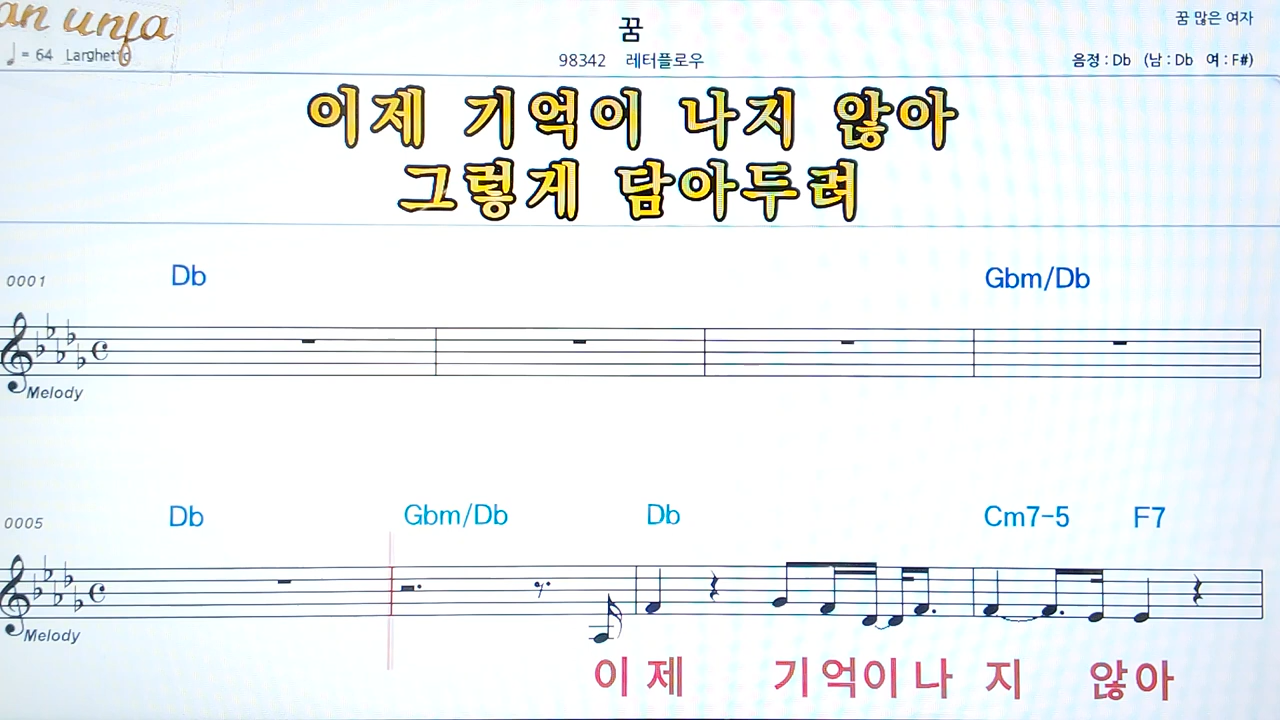 an unfa
꿈
꿈 많은 여자
♩= 64 Larghetto
98342 레터플로우
음정 : Db (남 : Db 여 : F#)
이제 기억이 나지 않아
그렇게 담아두려
0001
Db Gbm/Db
Melody
0005
Db Gbm/Db Db Cm7-5 F7
Melody
이 제 기 억 이 나 지 않 아